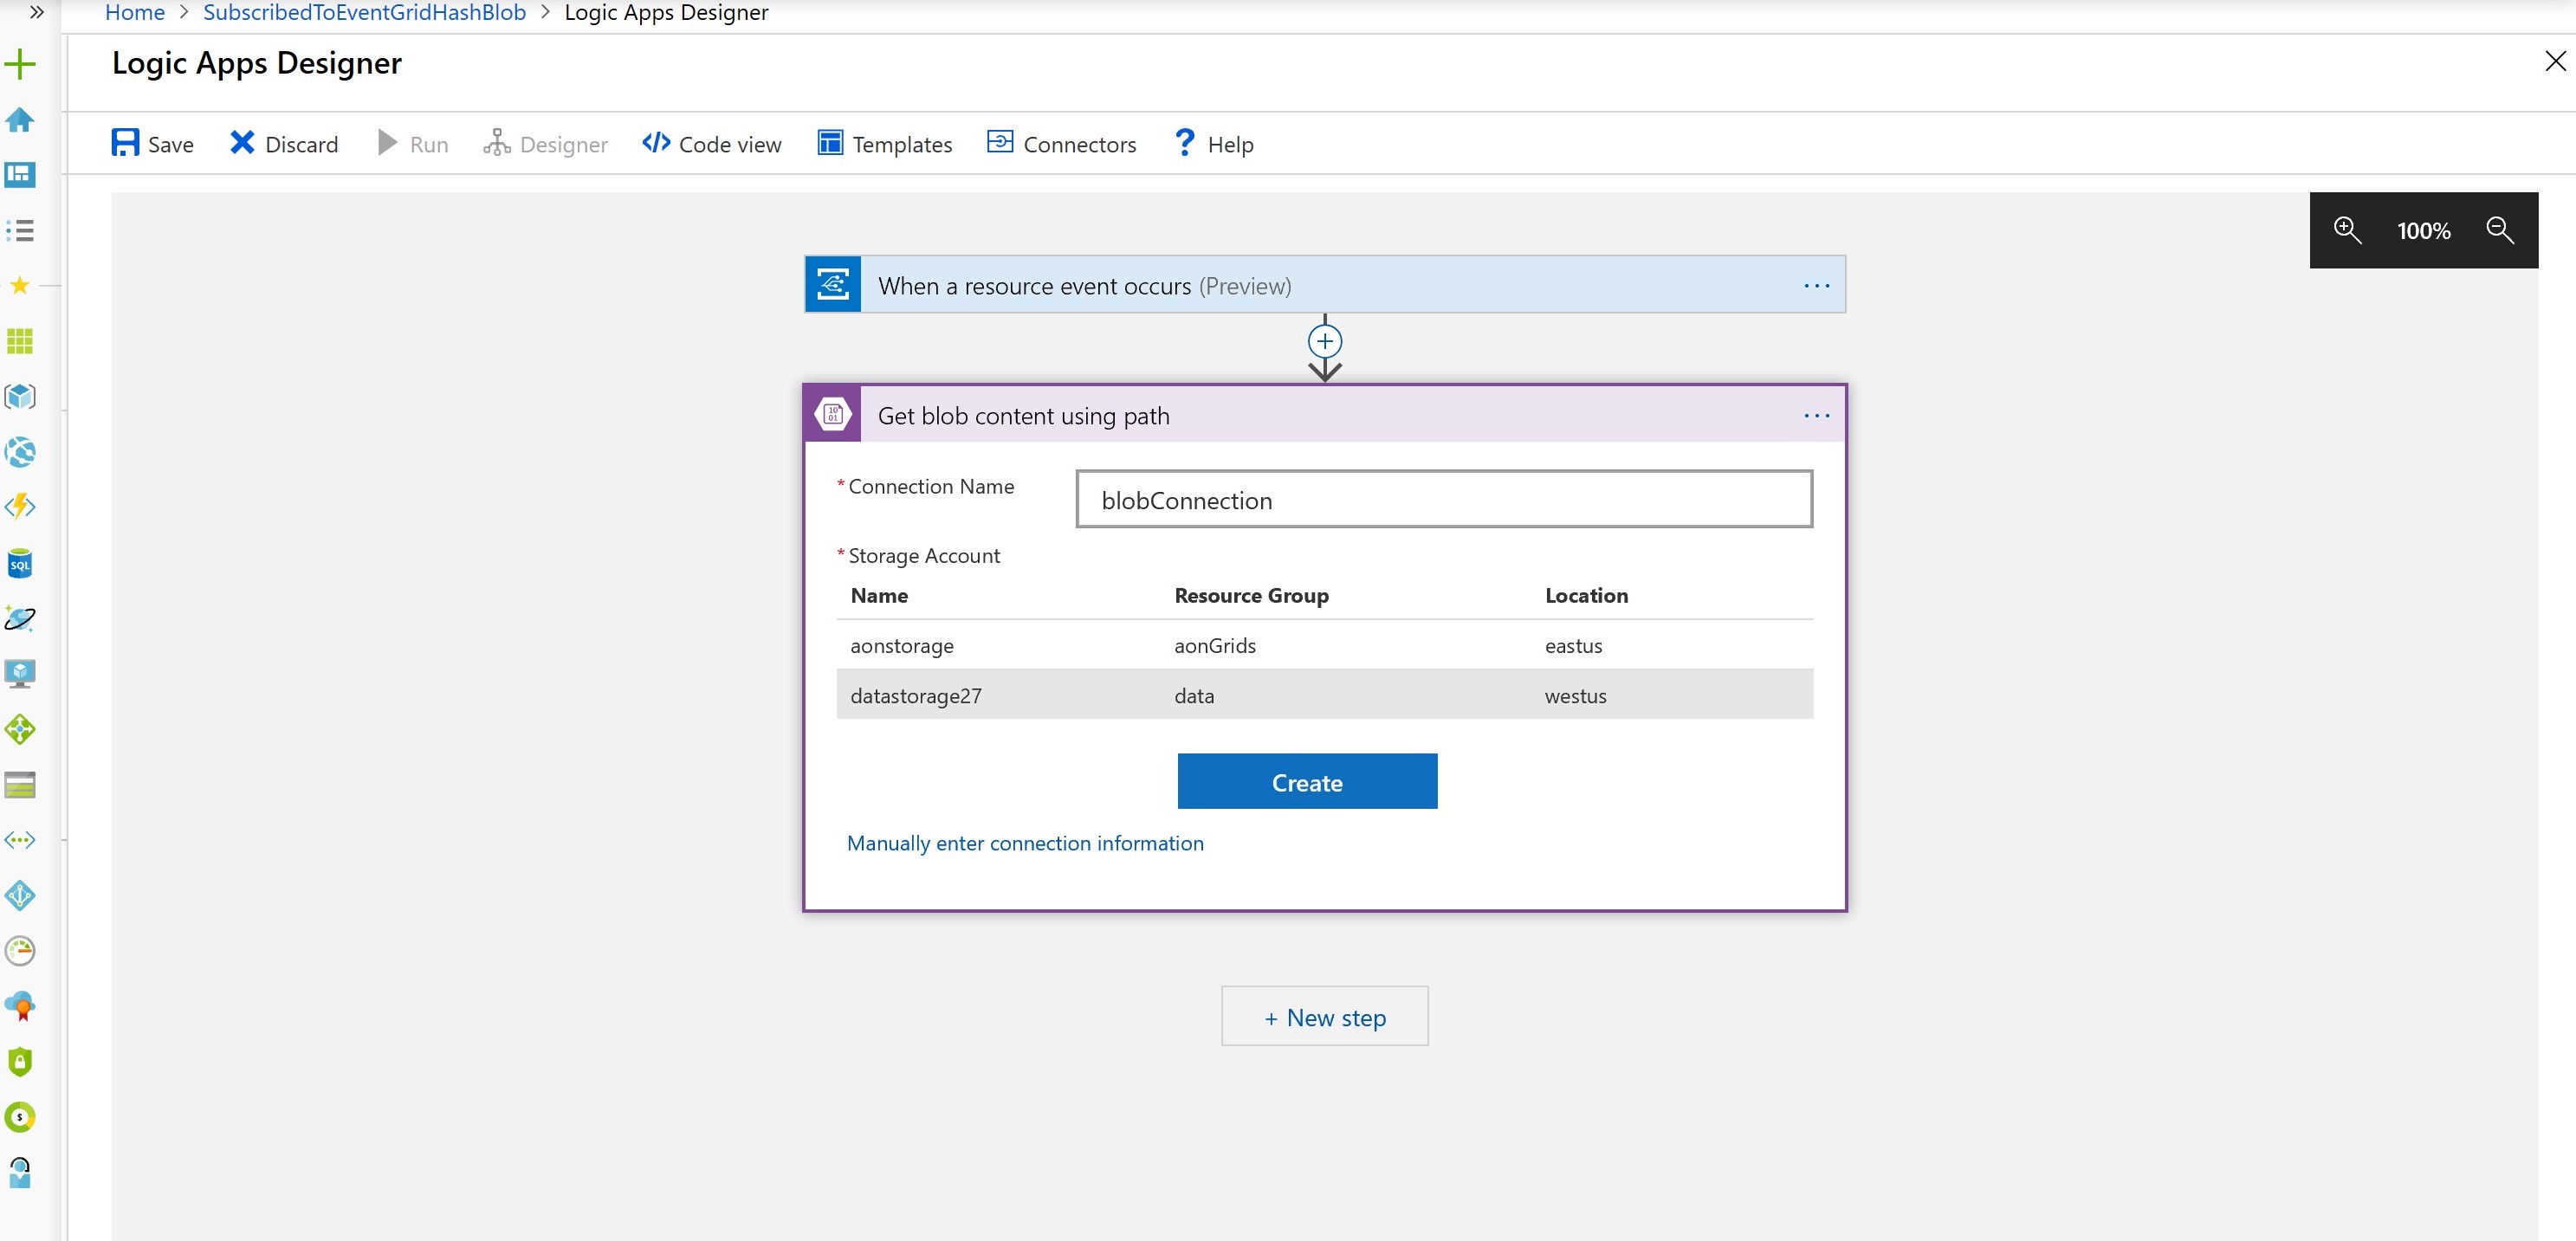 Home > SubscribedToEventGridHashBlob > Logic Apps Designer
Logic Apps Designer
Save Discard Run Designer Code view Templates Connectors Help
100%
When a resource event occurs (Preview)
Get blob content using path
* Connection Name
blobConnection
* Storage Account
Name Resource Group Location
aonstorage aonGrids eastus
datastorage27 data westus
Create
Manually enter connection information
+ New step
SQL